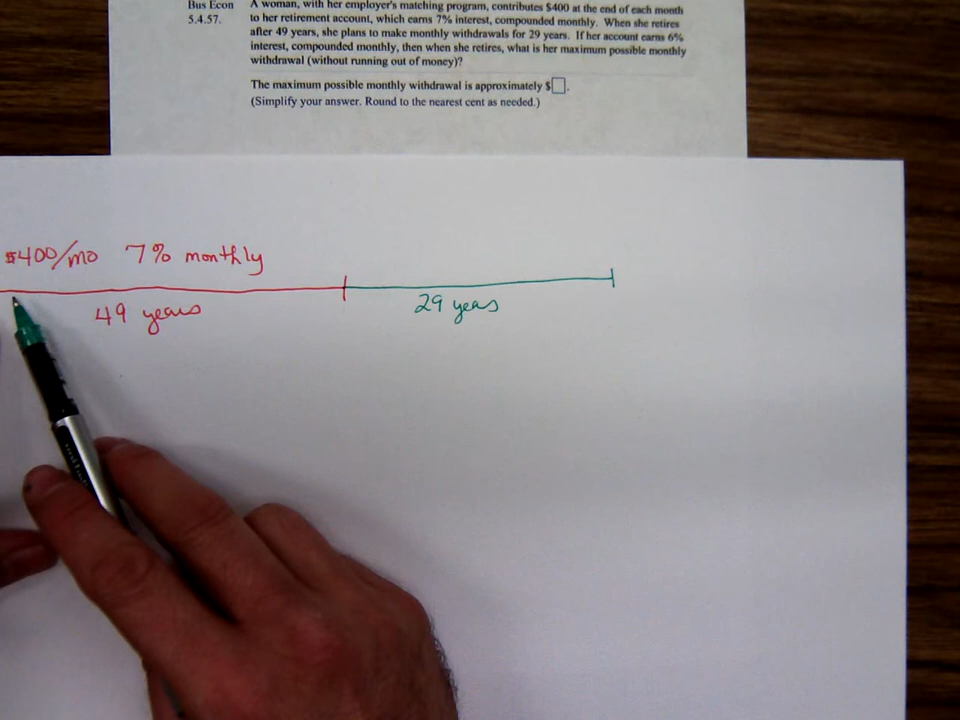 Bus Econ
5.4.57.
A woman, with her employer's matching program, contributes $400 at the end of each month
to her retirement account, which earns 7% interest, compounded monthly. When she retires
after 49 years, she plans to make monthly withdrawals for 29 years. If her account earns 6%
interest, compounded monthly, then when she retires, what is her maximum possible monthly
withdrawal (without running out of money)?
The maximum possible monthly withdrawal is approximately $.
(Simplify your answer. Round to the nearest cent as needed.)
$400/mo 7% monthly
49 years
29 years